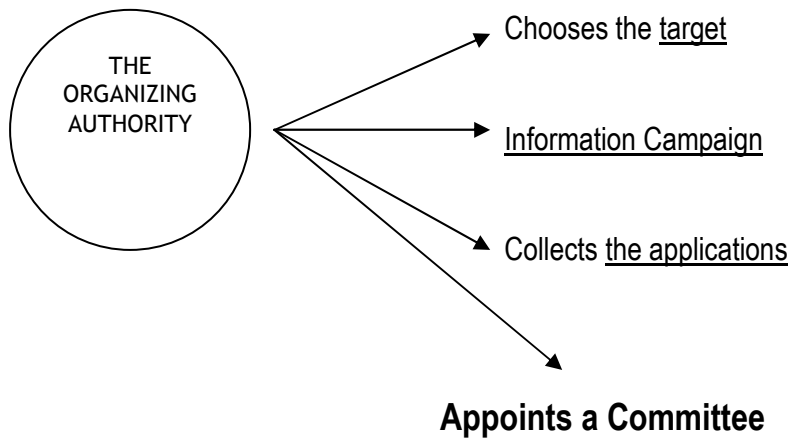 THE
ORGANIZING
AUTHORITY
Chooses the target
Information Campaign
Collects the applications
Appoints a Committee